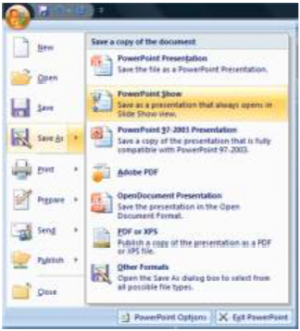 New
Open
Save
Save As
Print
Prepare
Send
Publish
Close
Save a copy of the document
PowerPoint Presentation
Save the file as a PowerPoint Presentation.
PowerPoint Show
Save as a presentation that always opens in
Slide Show view.
PowerPoint 97-2003 Presentation
Save a copy of the presentation that is fully
compatible with PowerPoint 97-2003.
Adobe PDF
OpenDocument Presentation
Save the presentation in the Open
Document Format.
PDF or XPS
Publish a copy of the presentation as a PDF
or XPS file.
Other Formats
Open the Save As dialog box to select from
all possible file types.
PowerPoint Options
Exit PowerPoint